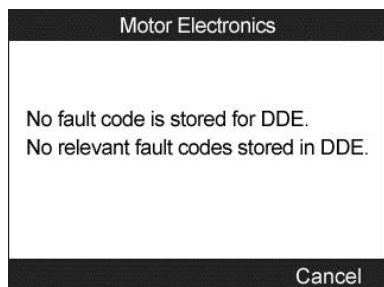 Motor Electronics
No fault code is stored for DDE.
No relevant fault codes stored in DDE.
Cancel